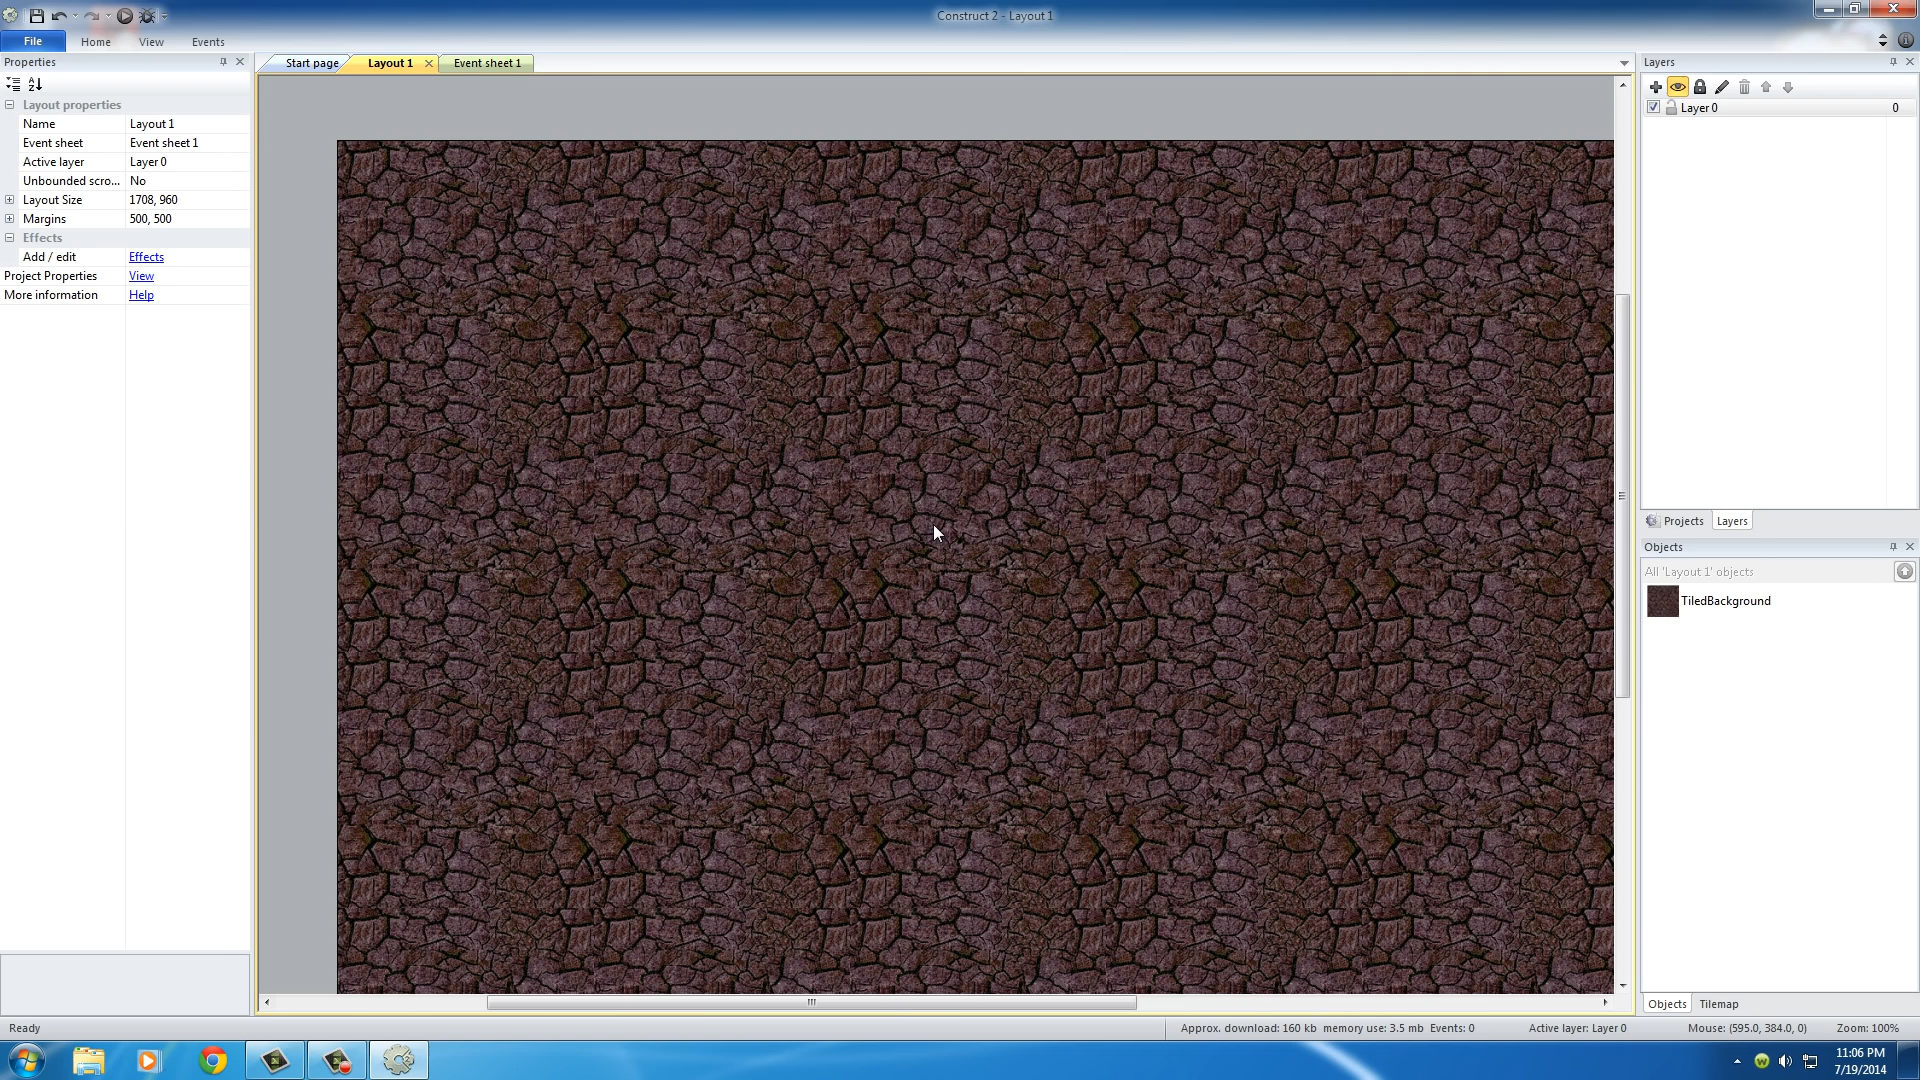 Construct 2 - Layout 1
File
Home
View
Events
Properties
Start page
Layout 1
Event sheet 1
Layers
Layout properties
Name
Layout 1
Event sheet
Event sheet 1
Active layer
Layer 0
Unbounded scro...
No
Layout Size
1708, 960
Margins
500, 500
Effects
Add / edit
Effects
Project Properties
View
More information
Help
Layer 0
0
Projects
Layers
Objects
All 'Layout 1' objects
TiledBackground
Objects
Tilemap
Ready
Approx. download: 160 kb memory use: 3.5 mb Events: 0
Active layer: Layer 0
Mouse: (595.0, 384.0, 0)
Zoom: 100%
11:06 PM
7/19/2014